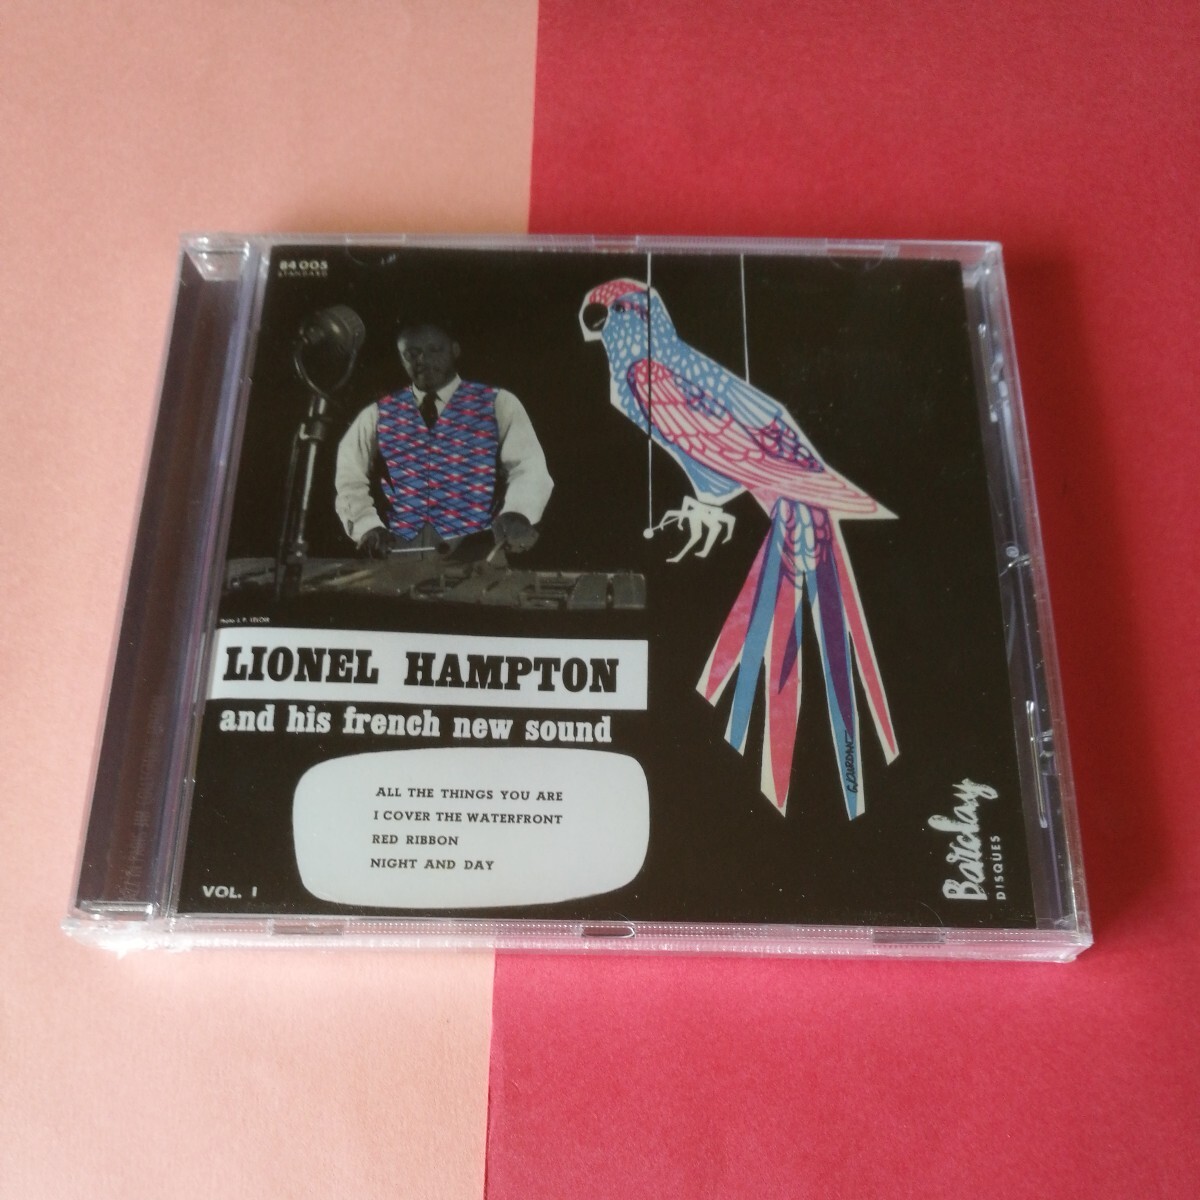 84 005
STANDARD
LIONEL HAMPTON
and his french new sound
ALL THE THINGS YOU ARE
I COVER THE WATERFRONT
RED RIBBON
NIGHT AND DAY
VOL. I
Barclay
DISQUES